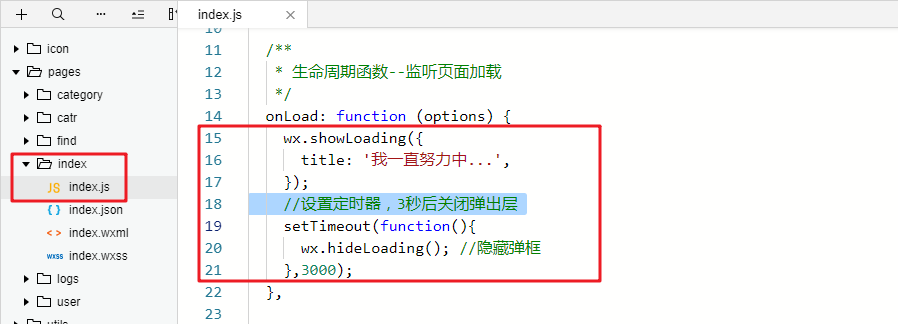 index.js ×
icon
pages
category
catr
find
index
JS index.js
{ } index.json
< > index.wxml
wxss index.wxss
logs
user
utils
10
11 /**
12 * 生命周期函数--监听页面加载
13 */
14 onLoad: function (options) {
15 wx.showLoading({
16 title: '我一直努力中...',
17 });
18 //设置定时器，3秒后关闭弹出层
19 setTimeout(function(){
20 wx.hideLoading(); //隐藏弹框
21 },3000);
22 },
23